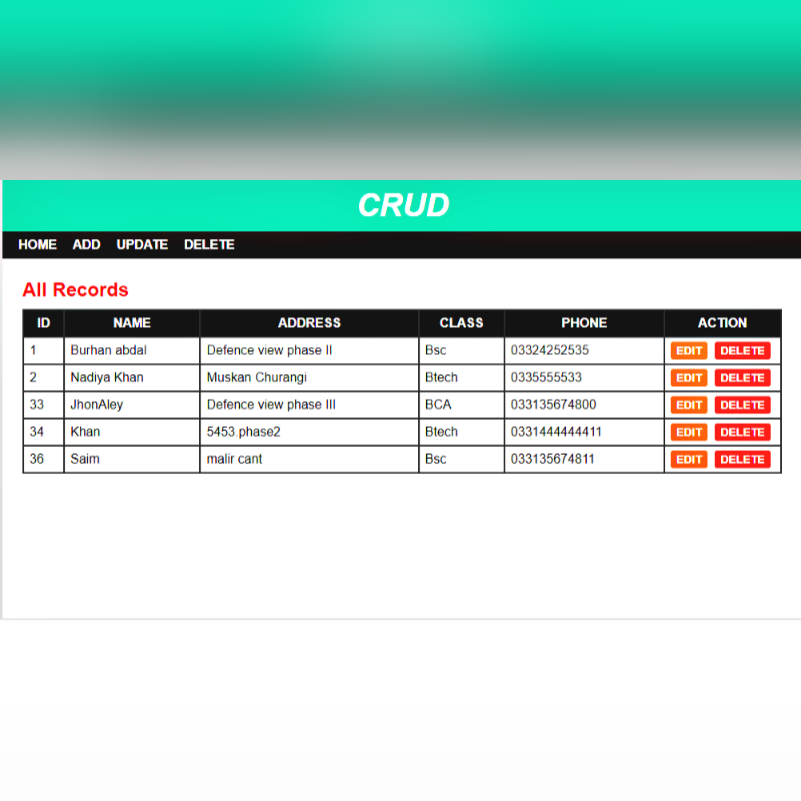 CRUD
HOME ADD UPDATE DELETE
All Records
ID NAME ADDRESS CLASS PHONE ACTION
1 Burhan abdal Defence view phase II Bsc 03324252535 EDIT DELETE
2 Nadiya Khan Muskan Churangi Btech 0335555533 EDIT DELETE
33 JhonAley Defence view phase III BCA 033135674800 EDIT DELETE
34 Khan 5453.phase2 Btech 0331444444411 EDIT DELETE
36 Saim malir cant Bsc 033135674811 EDIT DELETE